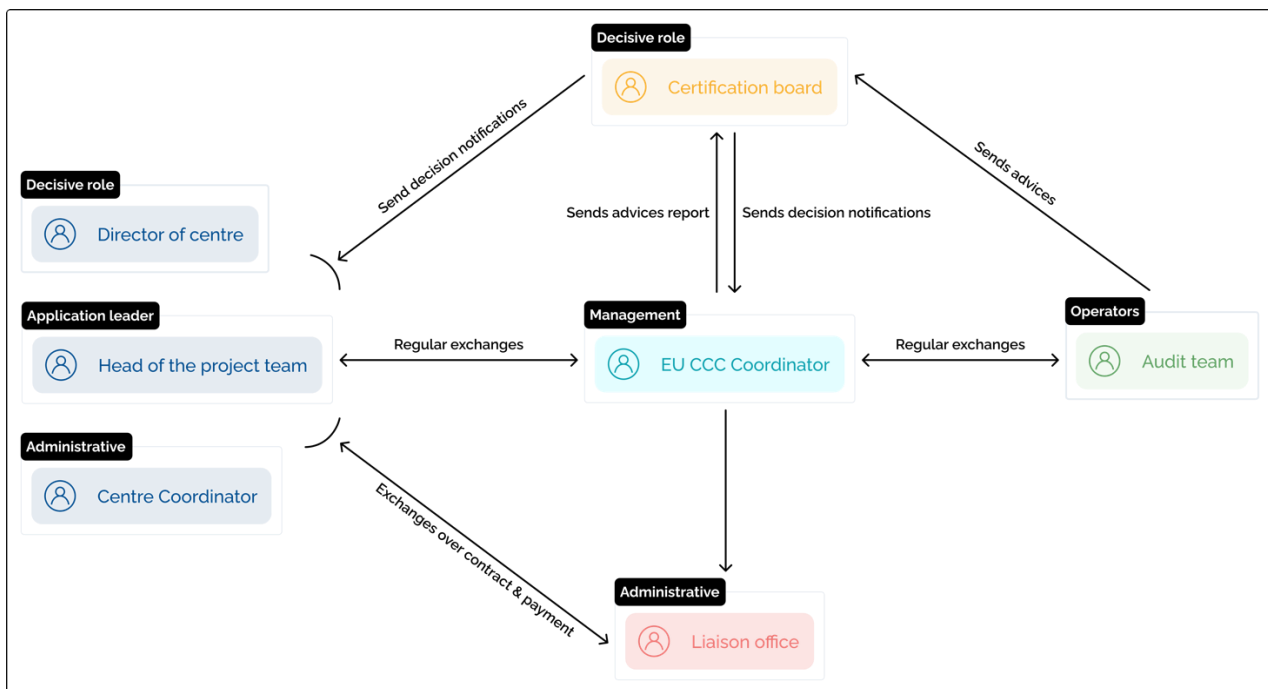 Decisive role
Certification board
Send decision notifications
Sends advices
Decisive role
Director of centre
Sends advices report
Sends decision notifications
Application leader
Head of the project team
Regular exchanges
Management
EU CCC Coordinator
Regular exchanges
Operators
Audit team
Administrative
Centre Coordinator
Exchanges over contract & payment
Administrative
Liaison office